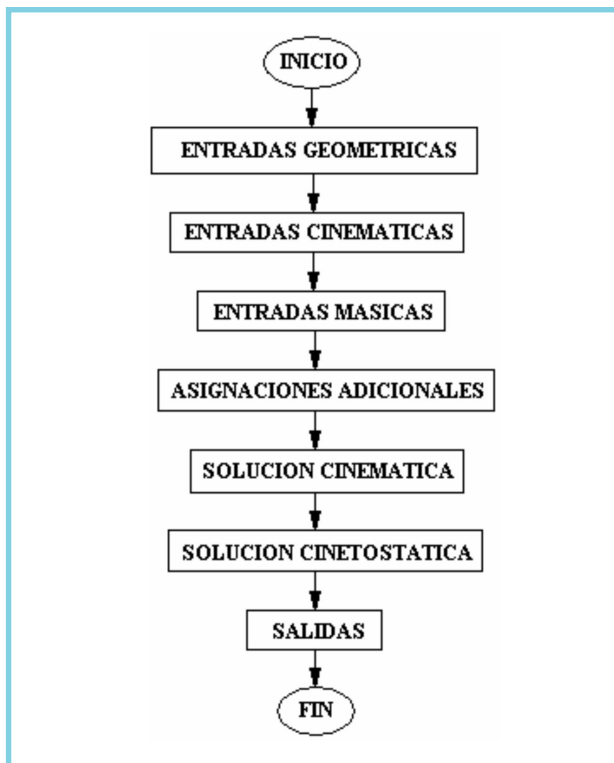 INICIO
ENTRADAS GEOMETRICAS
ENTRADAS CINEMATICAS
ENTRADAS MASICAS
ASIGNACIONES ADICIONALES
SOLUCION CINEMATICA
SOLUCION CINETOSTATICA
SALIDAS
FIN